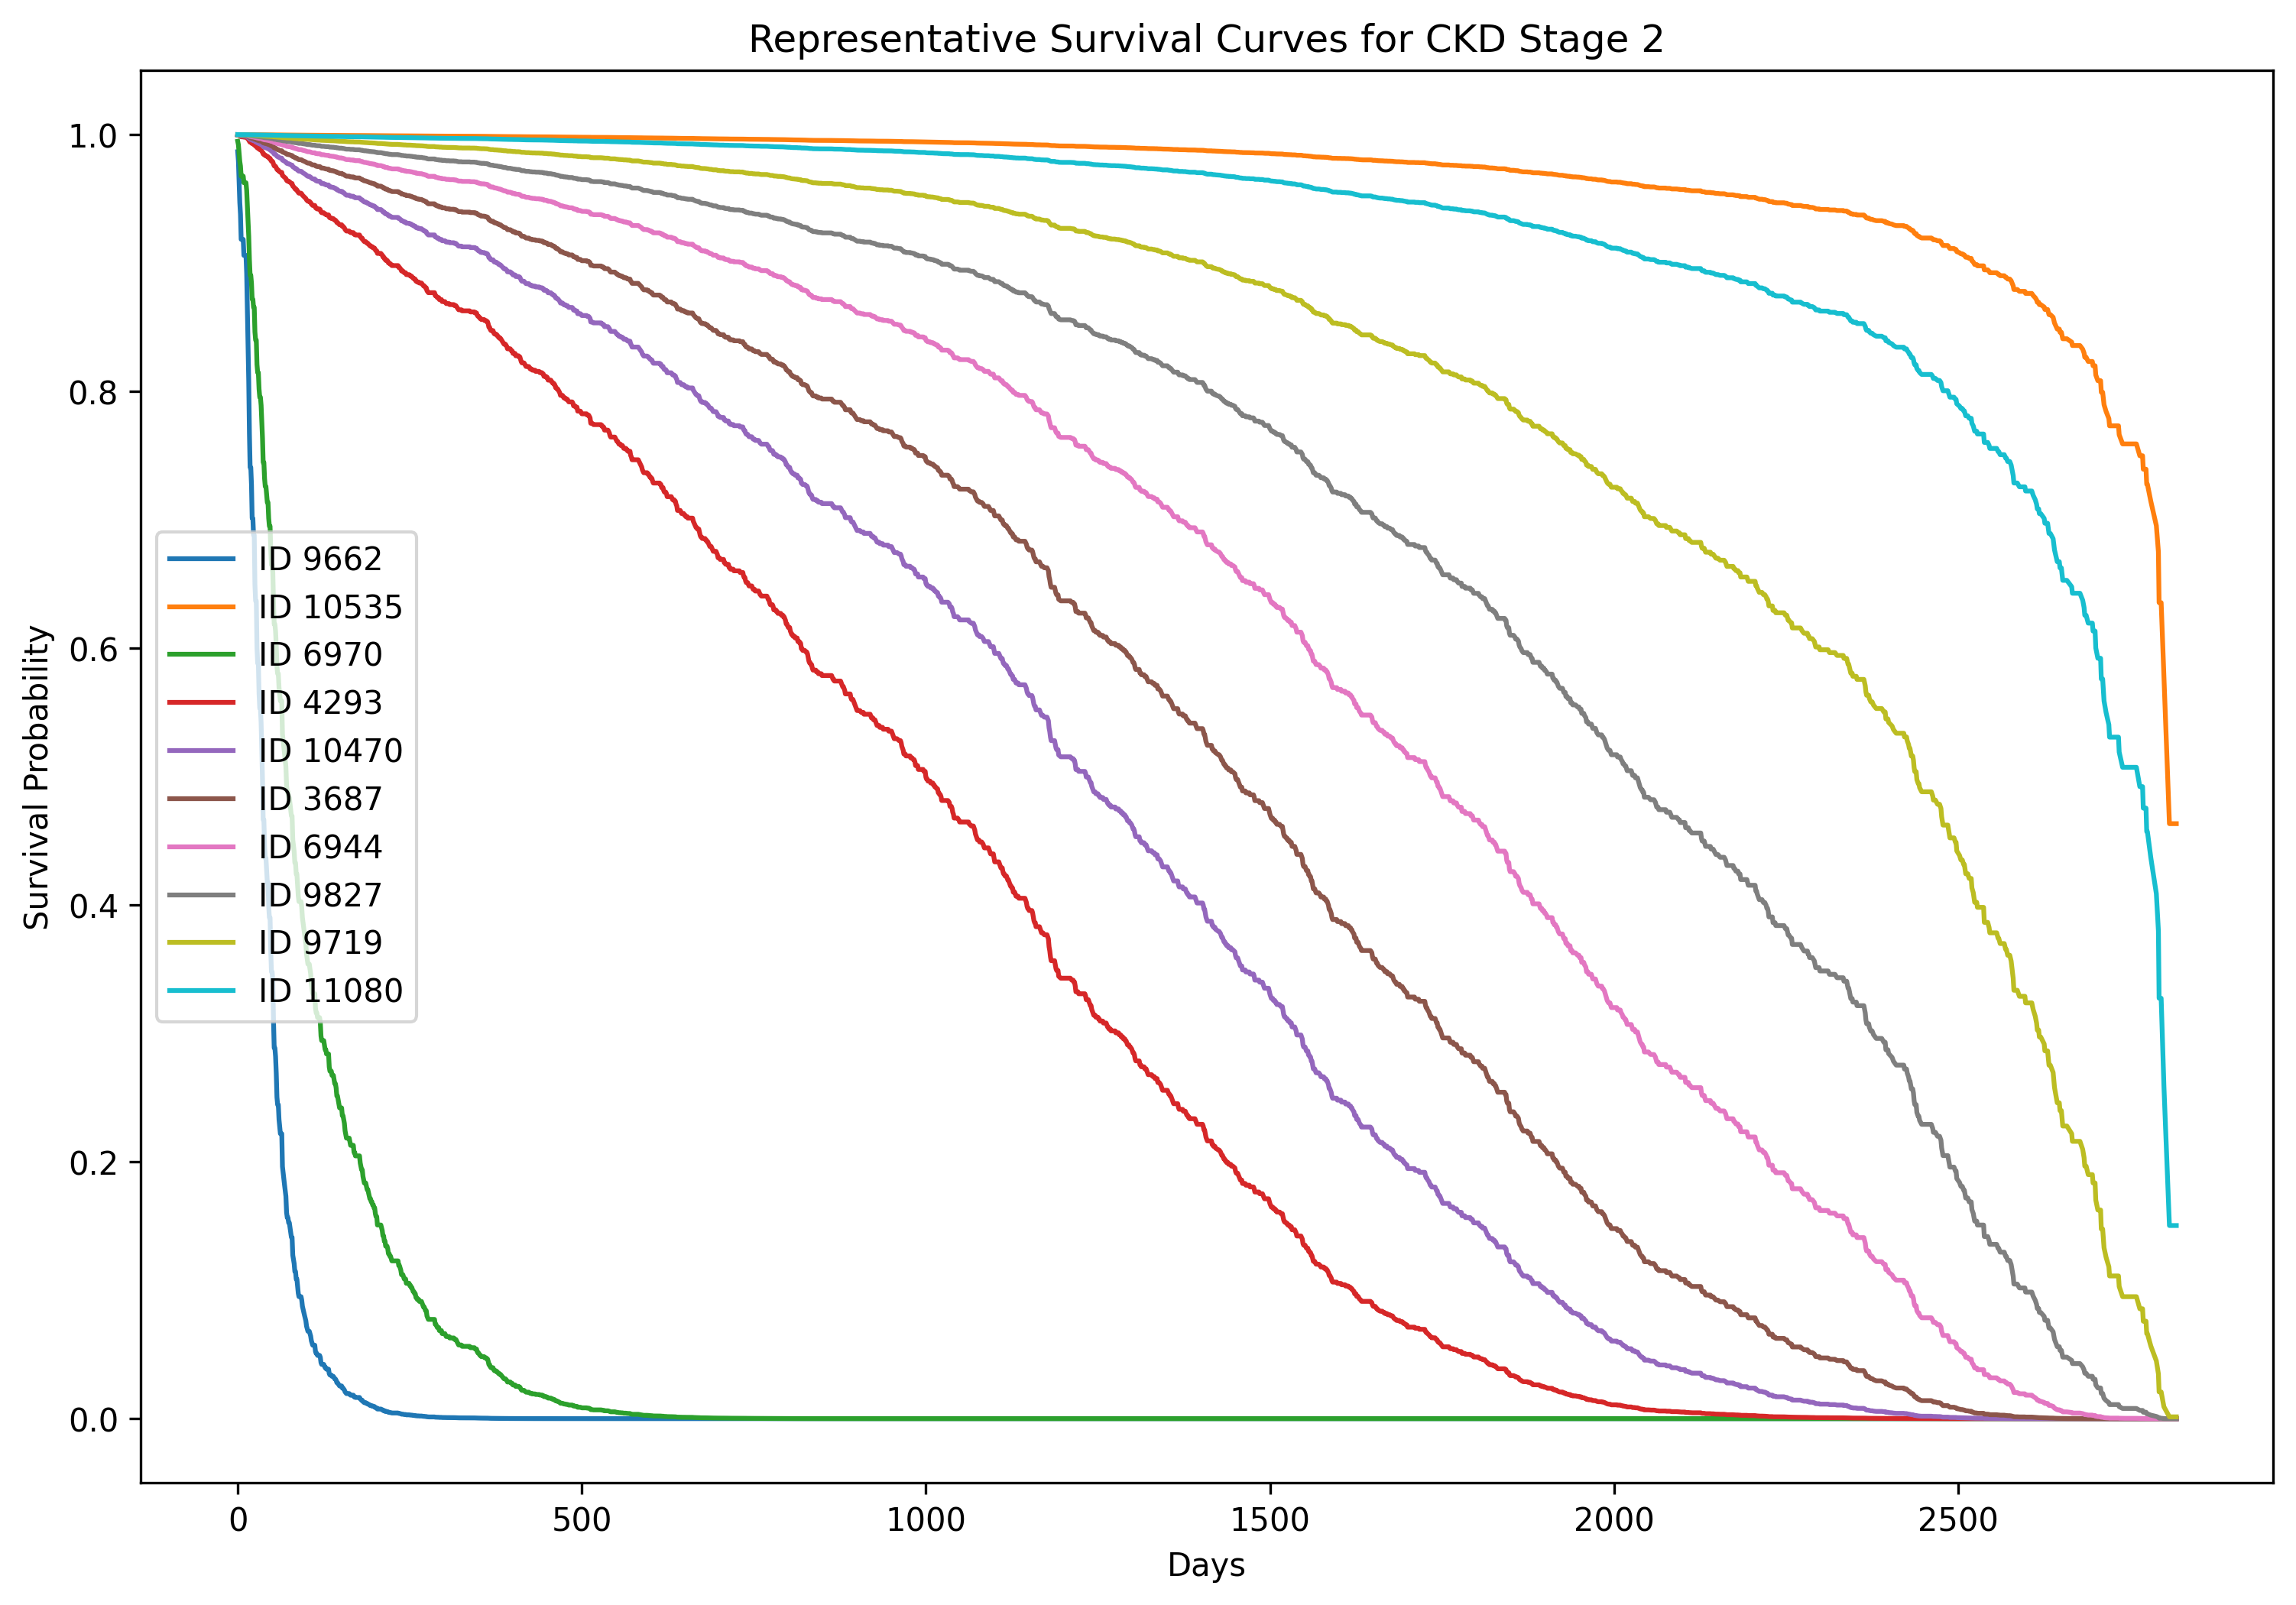 Representative Survival Curves for CKD Stage 2
Survival Probability
1.0
0.8
0.6
0.4
0.2
0.0
ID 9662
ID 10535
ID 6970
ID 4293
ID 10470
ID 3687
ID 6944
ID 9827
ID 9719
ID 11080
0 500 1000 1500 2000 2500
Days